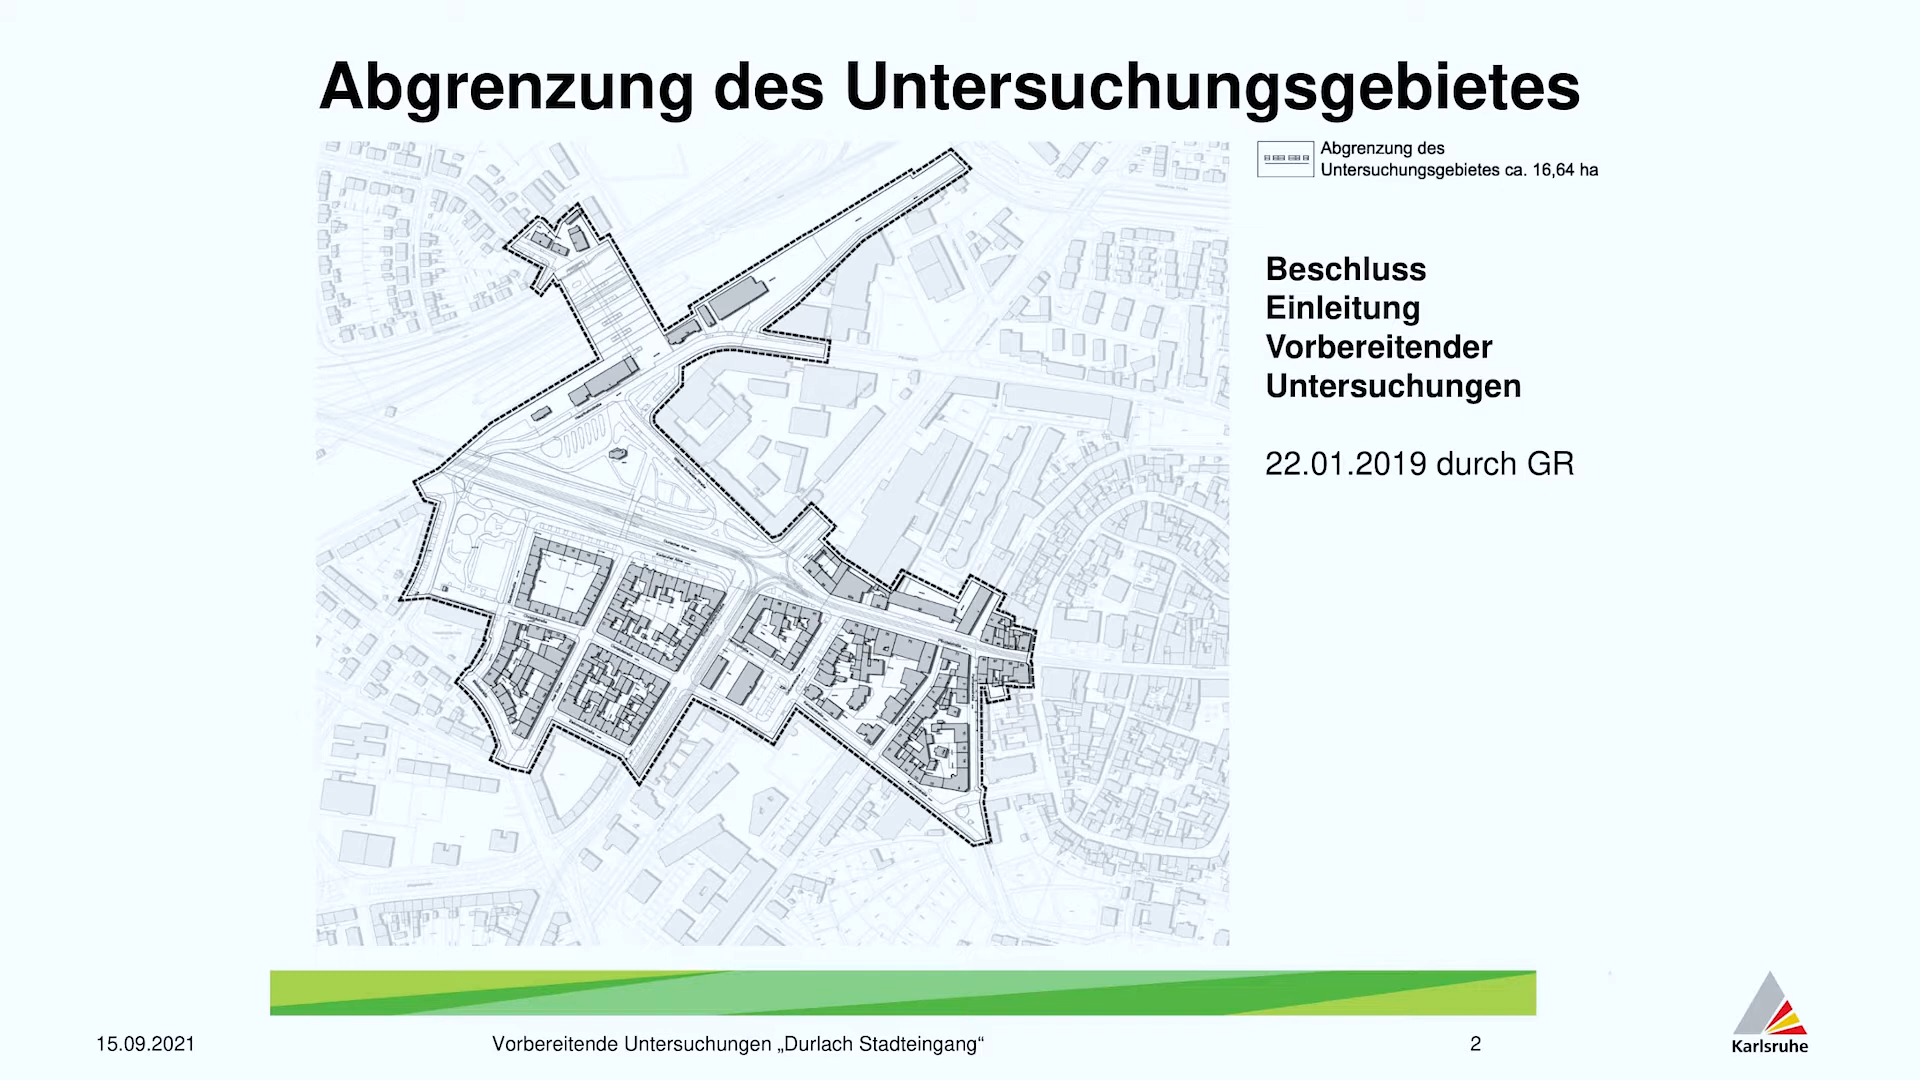 Abgrenzung des Untersuchungsgebietes
Abgrenzung des
Untersuchungsgebietes ca. 16,64 ha
Beschluss
Einleitung
Vorbereitender
Untersuchungen
22.01.2019 durch GR
15.09.2021
Vorbereitende Untersuchungen „Durlach Stadteingang“
2
Karlsruhe